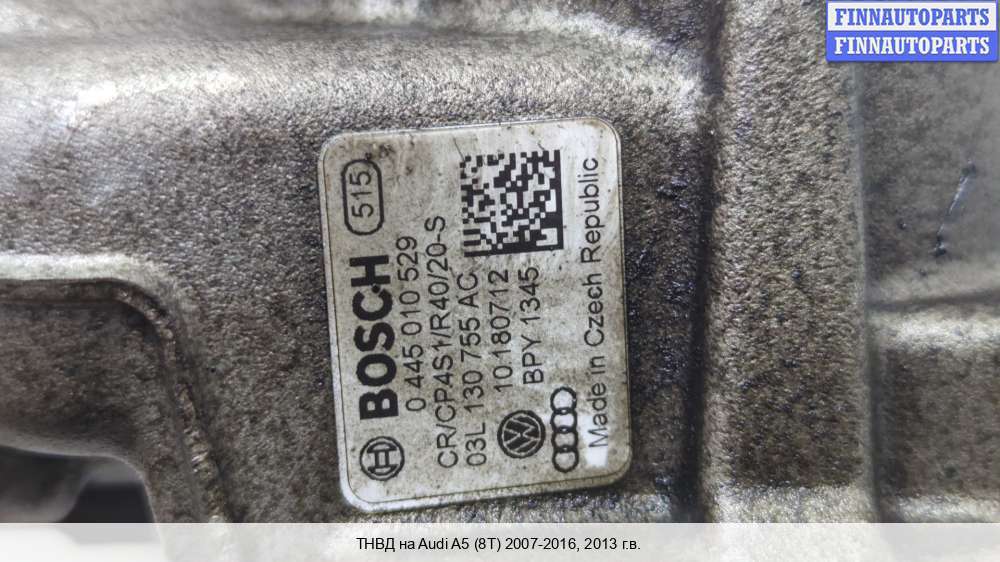 FINNAUTOPARTS
FINNAUTOPARTS
515
BOSCH
0 445 010 529
CR/CP4S1/R40/20-S
03L 130 755 AC
10180712
BPY 1345
Made in Czech Republic
ТНВД на Audi A5 (8T) 2007-2016, 2013 г.в.